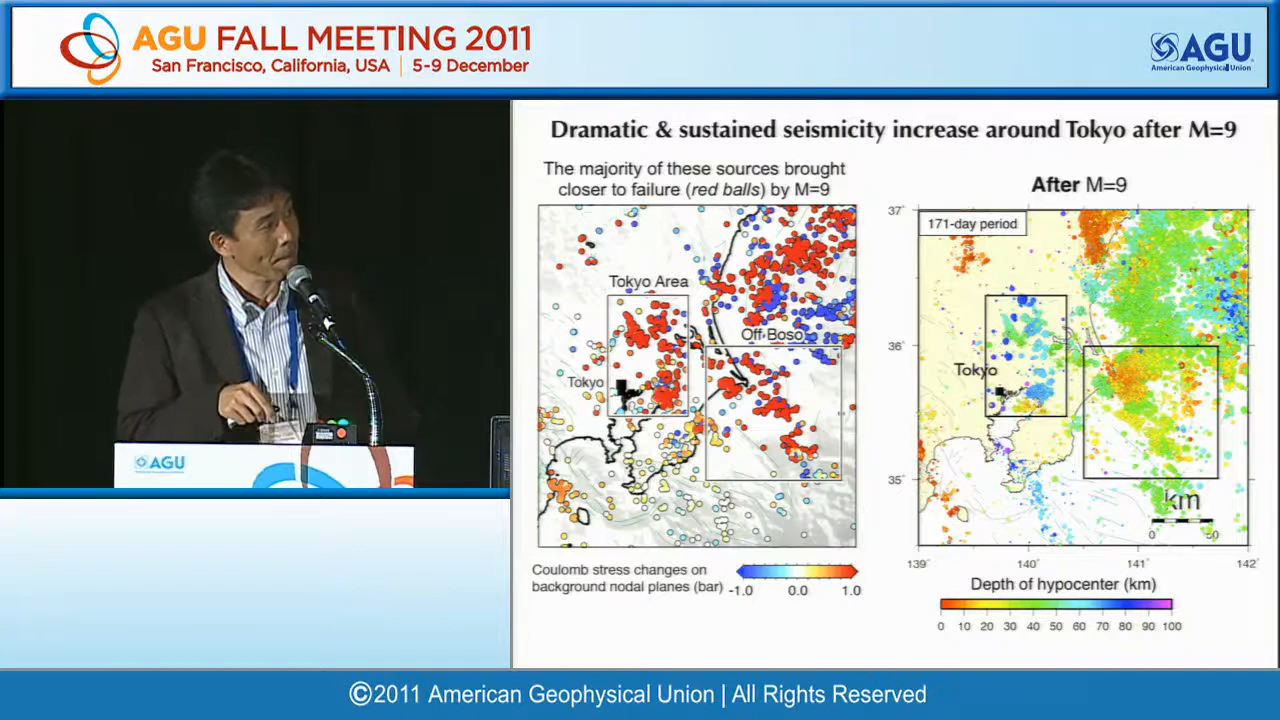 AGU FALL MEETING 2011
San Francisco, California, USA | 5-9 December
AGU
American Geophysical Union
AGU
Dramatic & sustained seismicity increase around Tokyo after M=9
The majority of these sources brought
closer to failure (red balls) by M=9
Tokyo Area
Off Boso
Tokyo
Coulomb stress changes on
background nodal planes (bar)
-1.0 0.0 1.0
After M=9
171-day period
37°
36°
35°
Tokyo
km
0 50
139° 140° 141° 142°
Depth of hypocenter (km)
0 10 20 30 40 50 60 70 80 90 100
©2011 American Geophysical Union | All Rights Reserved